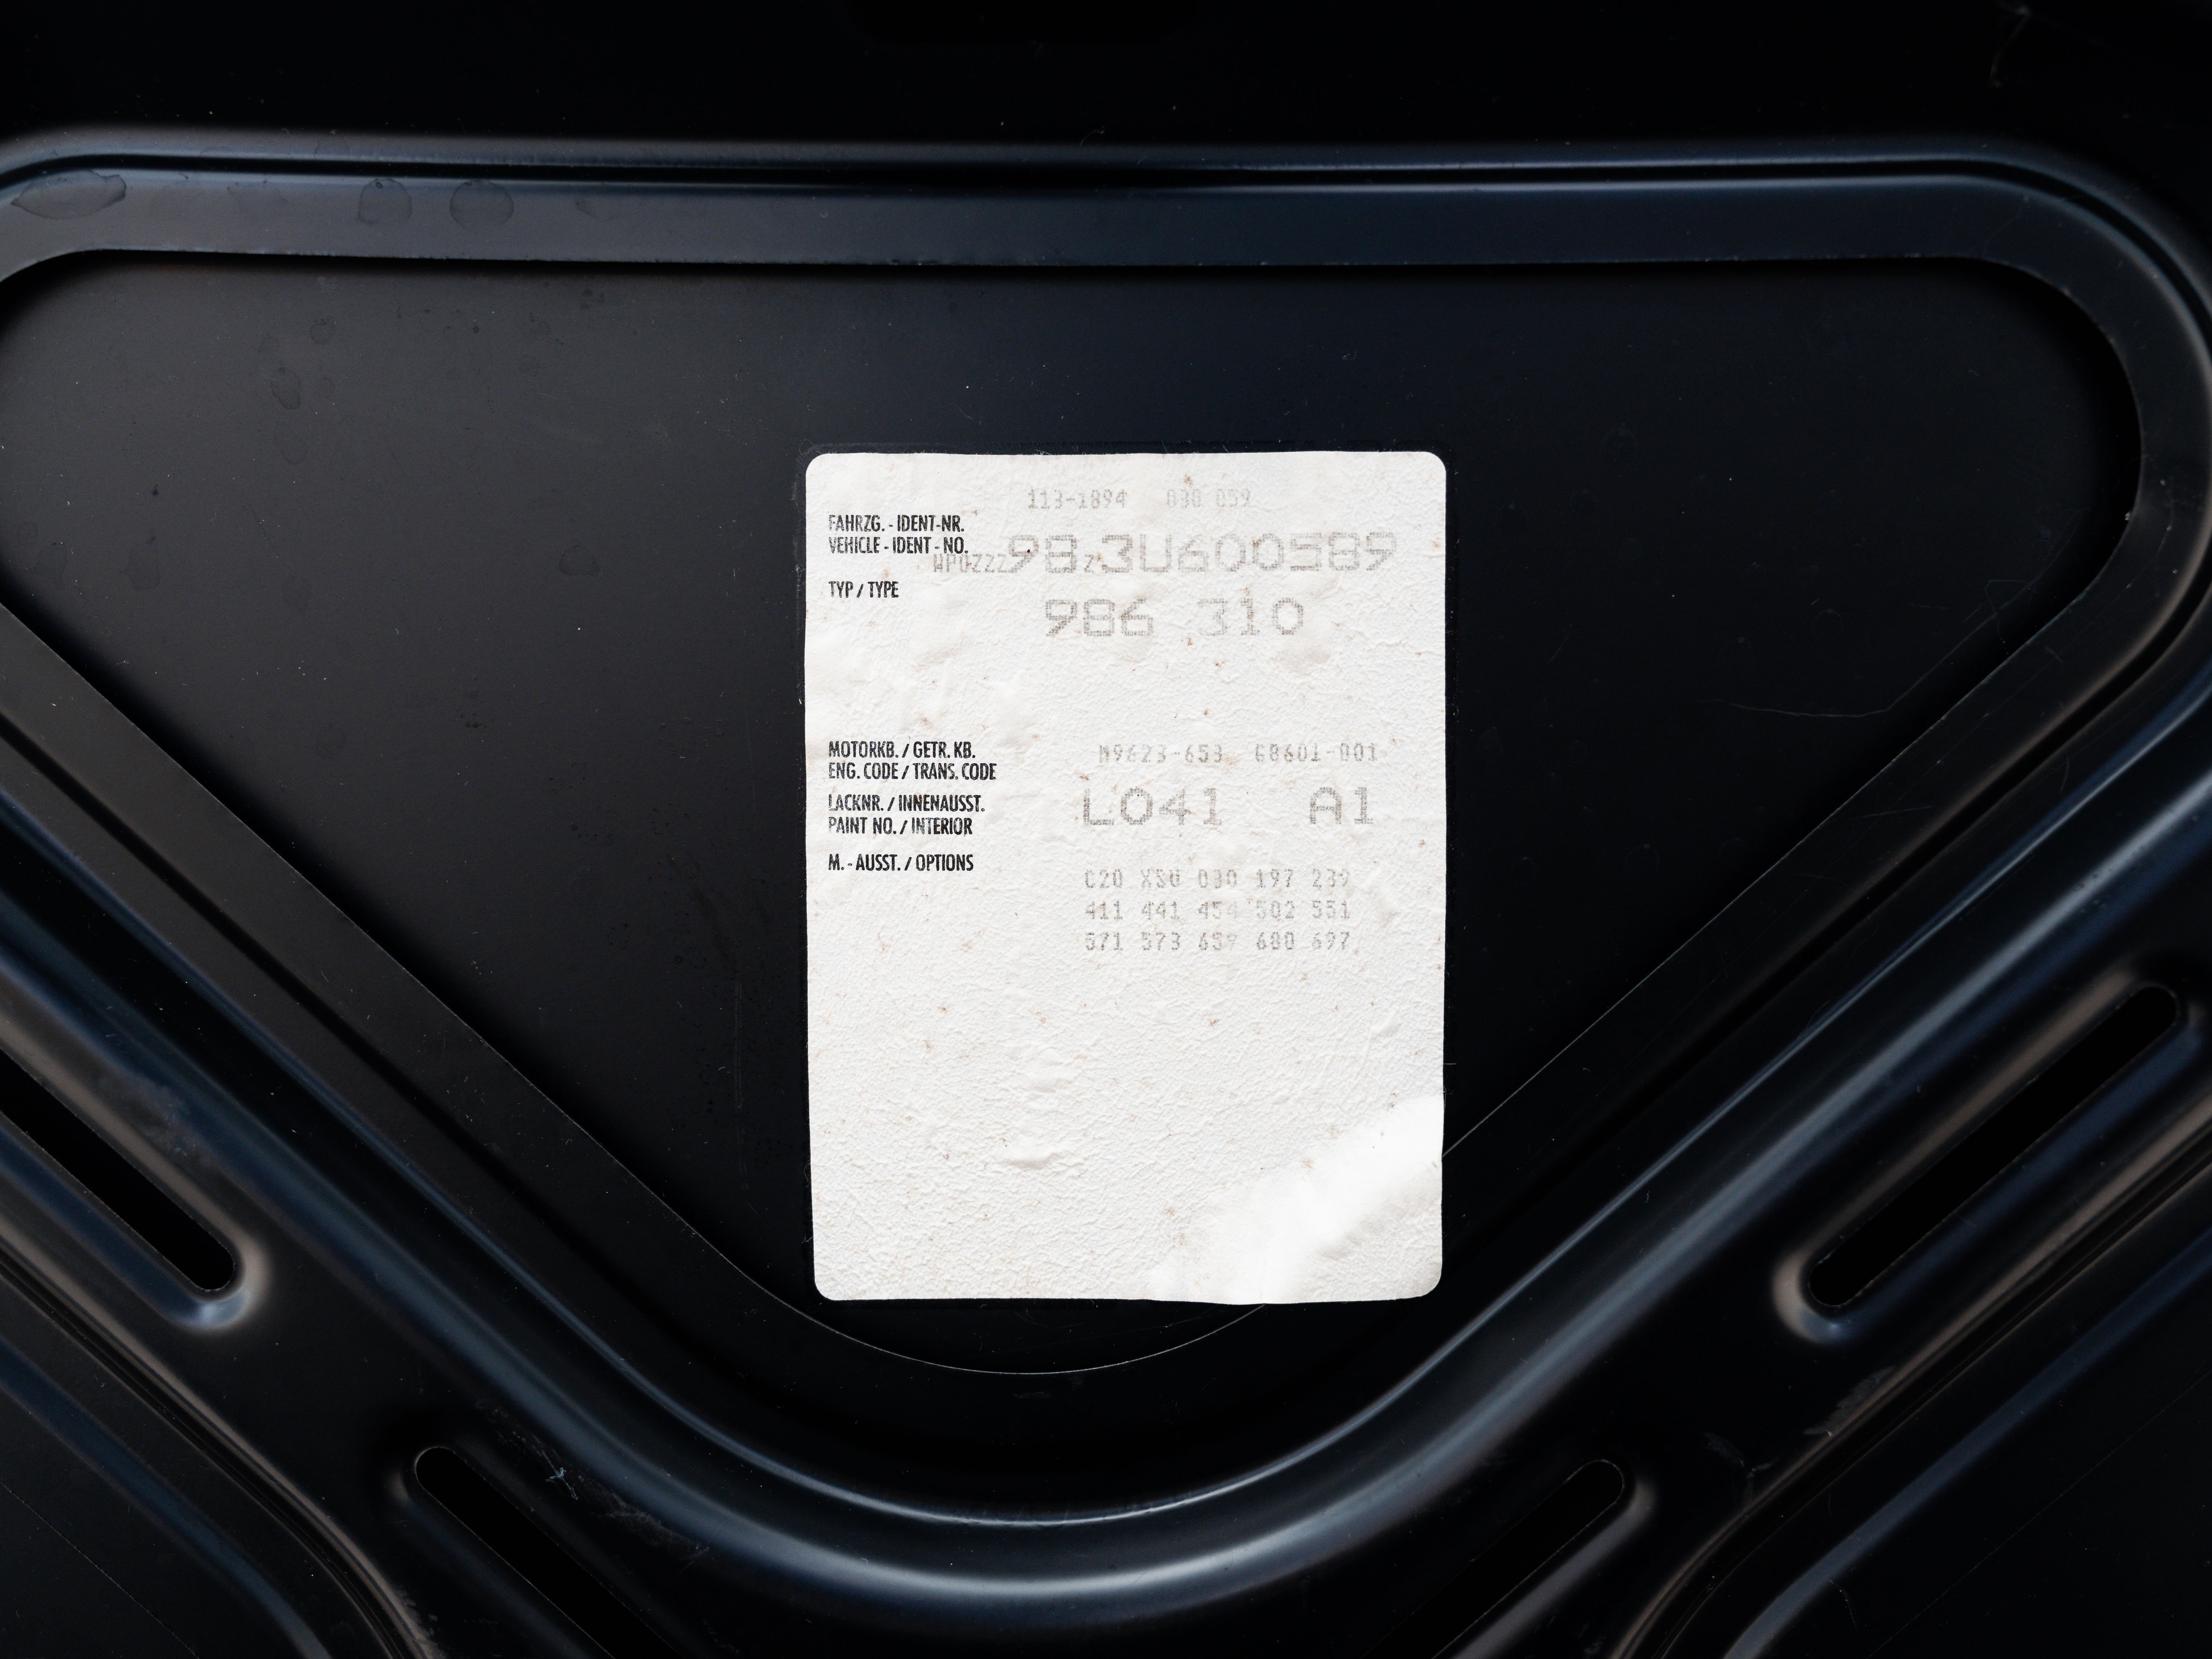 113-1894 030 059
FAHRZG. - IDENT-NR.
VEHICLE - IDENT - NO.
WP0ZZZ98Z3U600589
TYP / TYPE
986 310
MOTORKB. / GETR. KB.
ENG. CODE / TRANS. CODE
M9623-653 G8601-001
LACKNR. / INNENAUSST.
PAINT NO. / INTERIOR
L041 A1
M. - AUSST. / OPTIONS
C20 XSU 030 197 239
411 441 454 502 551
571 573 659 680 697